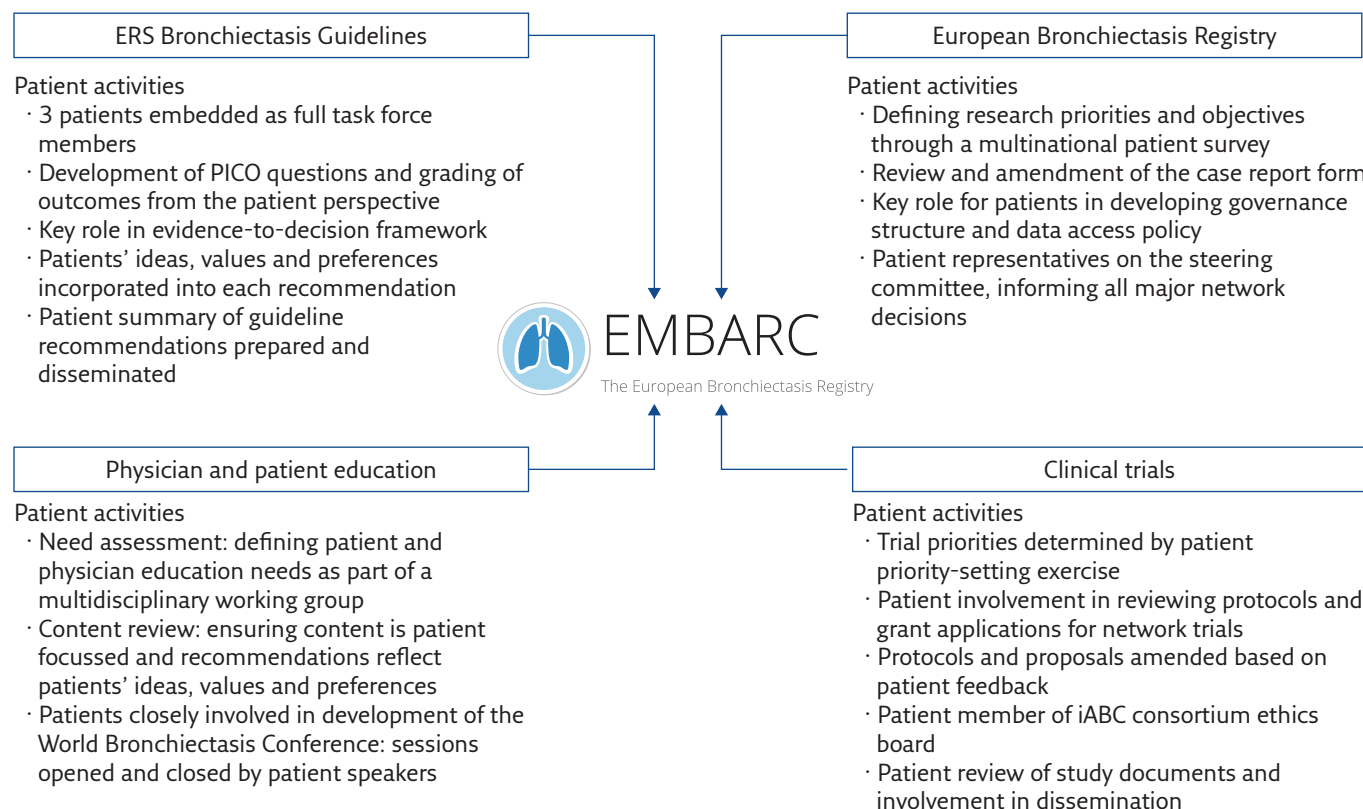 ERS Bronchiectasis Guidelines
Patient activities
· 3 patients embedded as full task force
members
· Development of PICO questions and grading of
outcomes from the patient perspective
· Key role in evidence-to-decision framework
· Patients’ ideas, values and preferences
incorporated into each recommendation
· Patient summary of guideline
recommendations prepared and
disseminated
European Bronchiectasis Registry
Patient activities
· Defining research priorities and objectives
through a multinational patient survey
· Review and amendment of the case report form
· Key role for patients in developing governance
structure and data access policy
· Patient representatives on the steering
committee, informing all major network
decisions
EMBARC
The European Bronchiectasis Registry
Physician and patient education
Patient activities
· Need assessment: defining patient and
physician education needs as part of a
multidisciplinary working group
· Content review: ensuring content is patient
focussed and recommendations reflect
patients’ ideas, values and preferences
· Patients closely involved in development of the
World Bronchiectasis Conference: sessions
opened and closed by patient speakers
Clinical trials
Patient activities
· Trial priorities determined by patient
priority-setting exercise
· Patient involvement in reviewing protocols and
grant applications for network trials
· Protocols and proposals amended based on
patient feedback
· Patient member of iABC consortium ethics
board
· Patient review of study documents and
involvement in dissemination